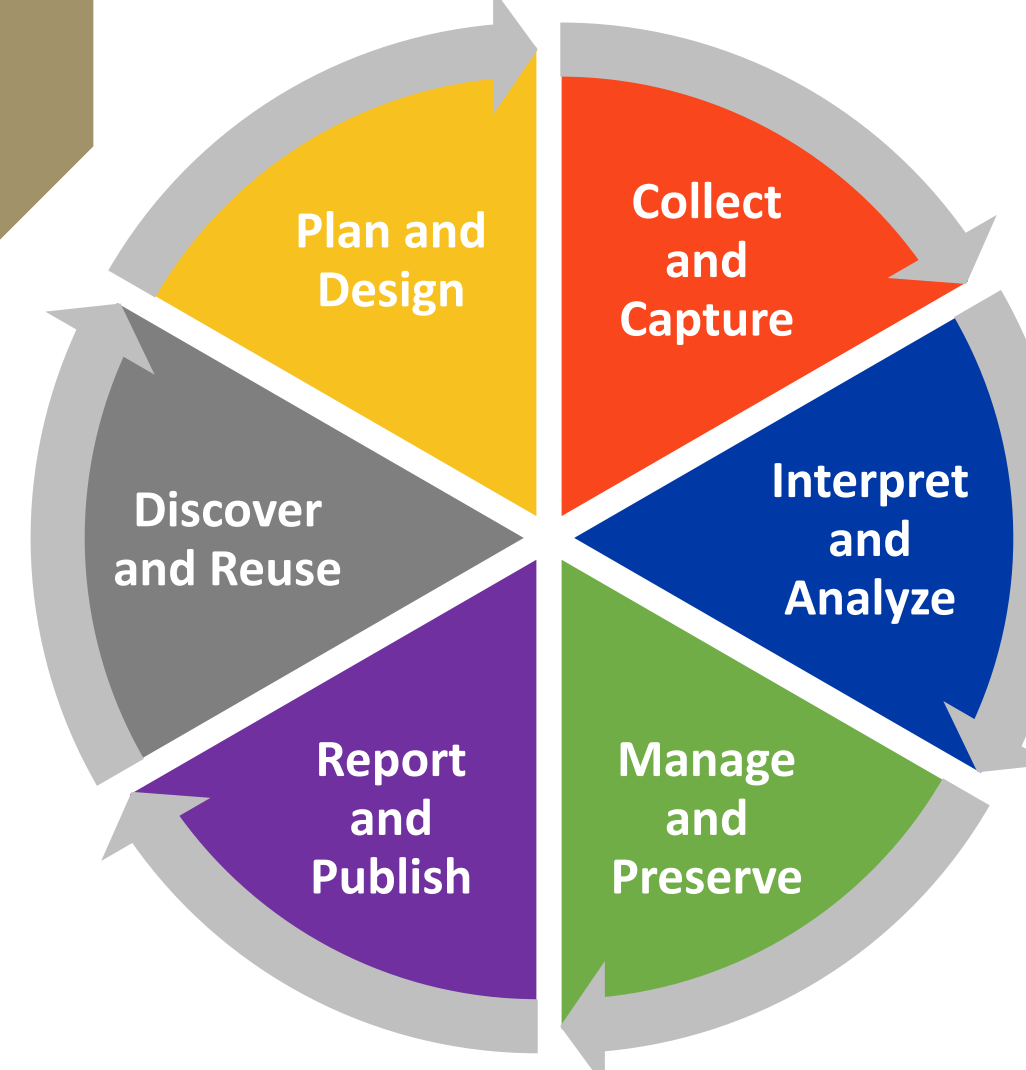 Plan and
Design
Collect
and
Capture
Interpret
and
Analyze
Manage
and
Preserve
Report
and
Publish
Discover
and Reuse